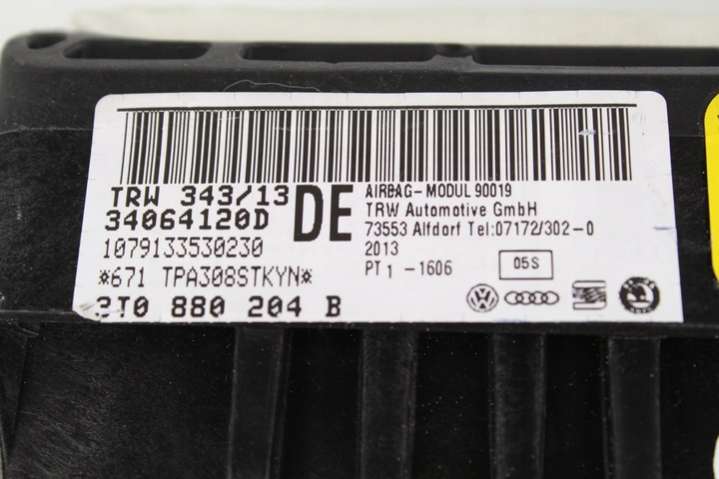 TRW 343/13
34064120D
DE
1079133530230
*671 TPA308STKYN*
3T0 880 204 B
AIRBAG-MODUL 90019
TRW Automotive GmbH
73553 Alfdorf Tel:07172/302-0
2013
PT 1 -1606
05S